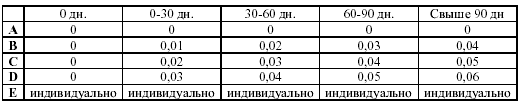 0 дн. 0-30 дн. 30-60 дн. 60-90 дн. Свыше 90 дн
A 0 0 0 0 0
B 0 0,01 0,02 0,03 0,04
C 0 0,02 0,03 0,04 0,05
D 0 0,03 0,04 0,05 0,06
E индивидуально индивидуально индивидуально индивидуально индивидуально